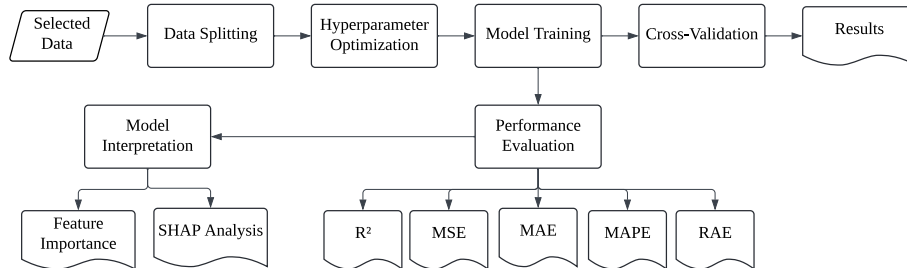 Selected
Data
Data Splitting
Hyperparameter
Optimization
Model Training
Cross-Validation
Results
Model
Interpretation
Performance
Evaluation
Feature
Importance
SHAP Analysis
R²
MSE
MAE
MAPE
RAE